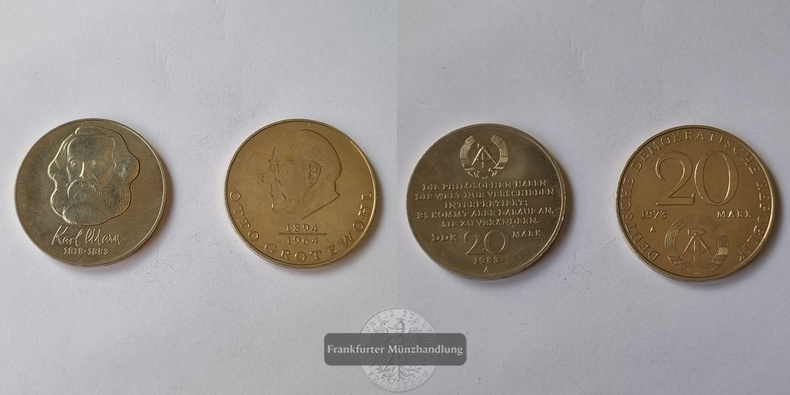 Karl Marx
1818-1883
OTTO GROTEWOHL
1894
1964
DIE PHILOSOPHEN HABEN
DIE WELT NUR VERSCHIEDEN
INTERPRETIERT;
ES KOMMT ABER DARAUF AN,
SIE ZU VERÄNDERN.
DDR 20 MARK
1983
A
DEUTSCHE DEMOKRATISCHE REPUBLIK
20
1973 MARK
A
Frankfurter Münzhandlung